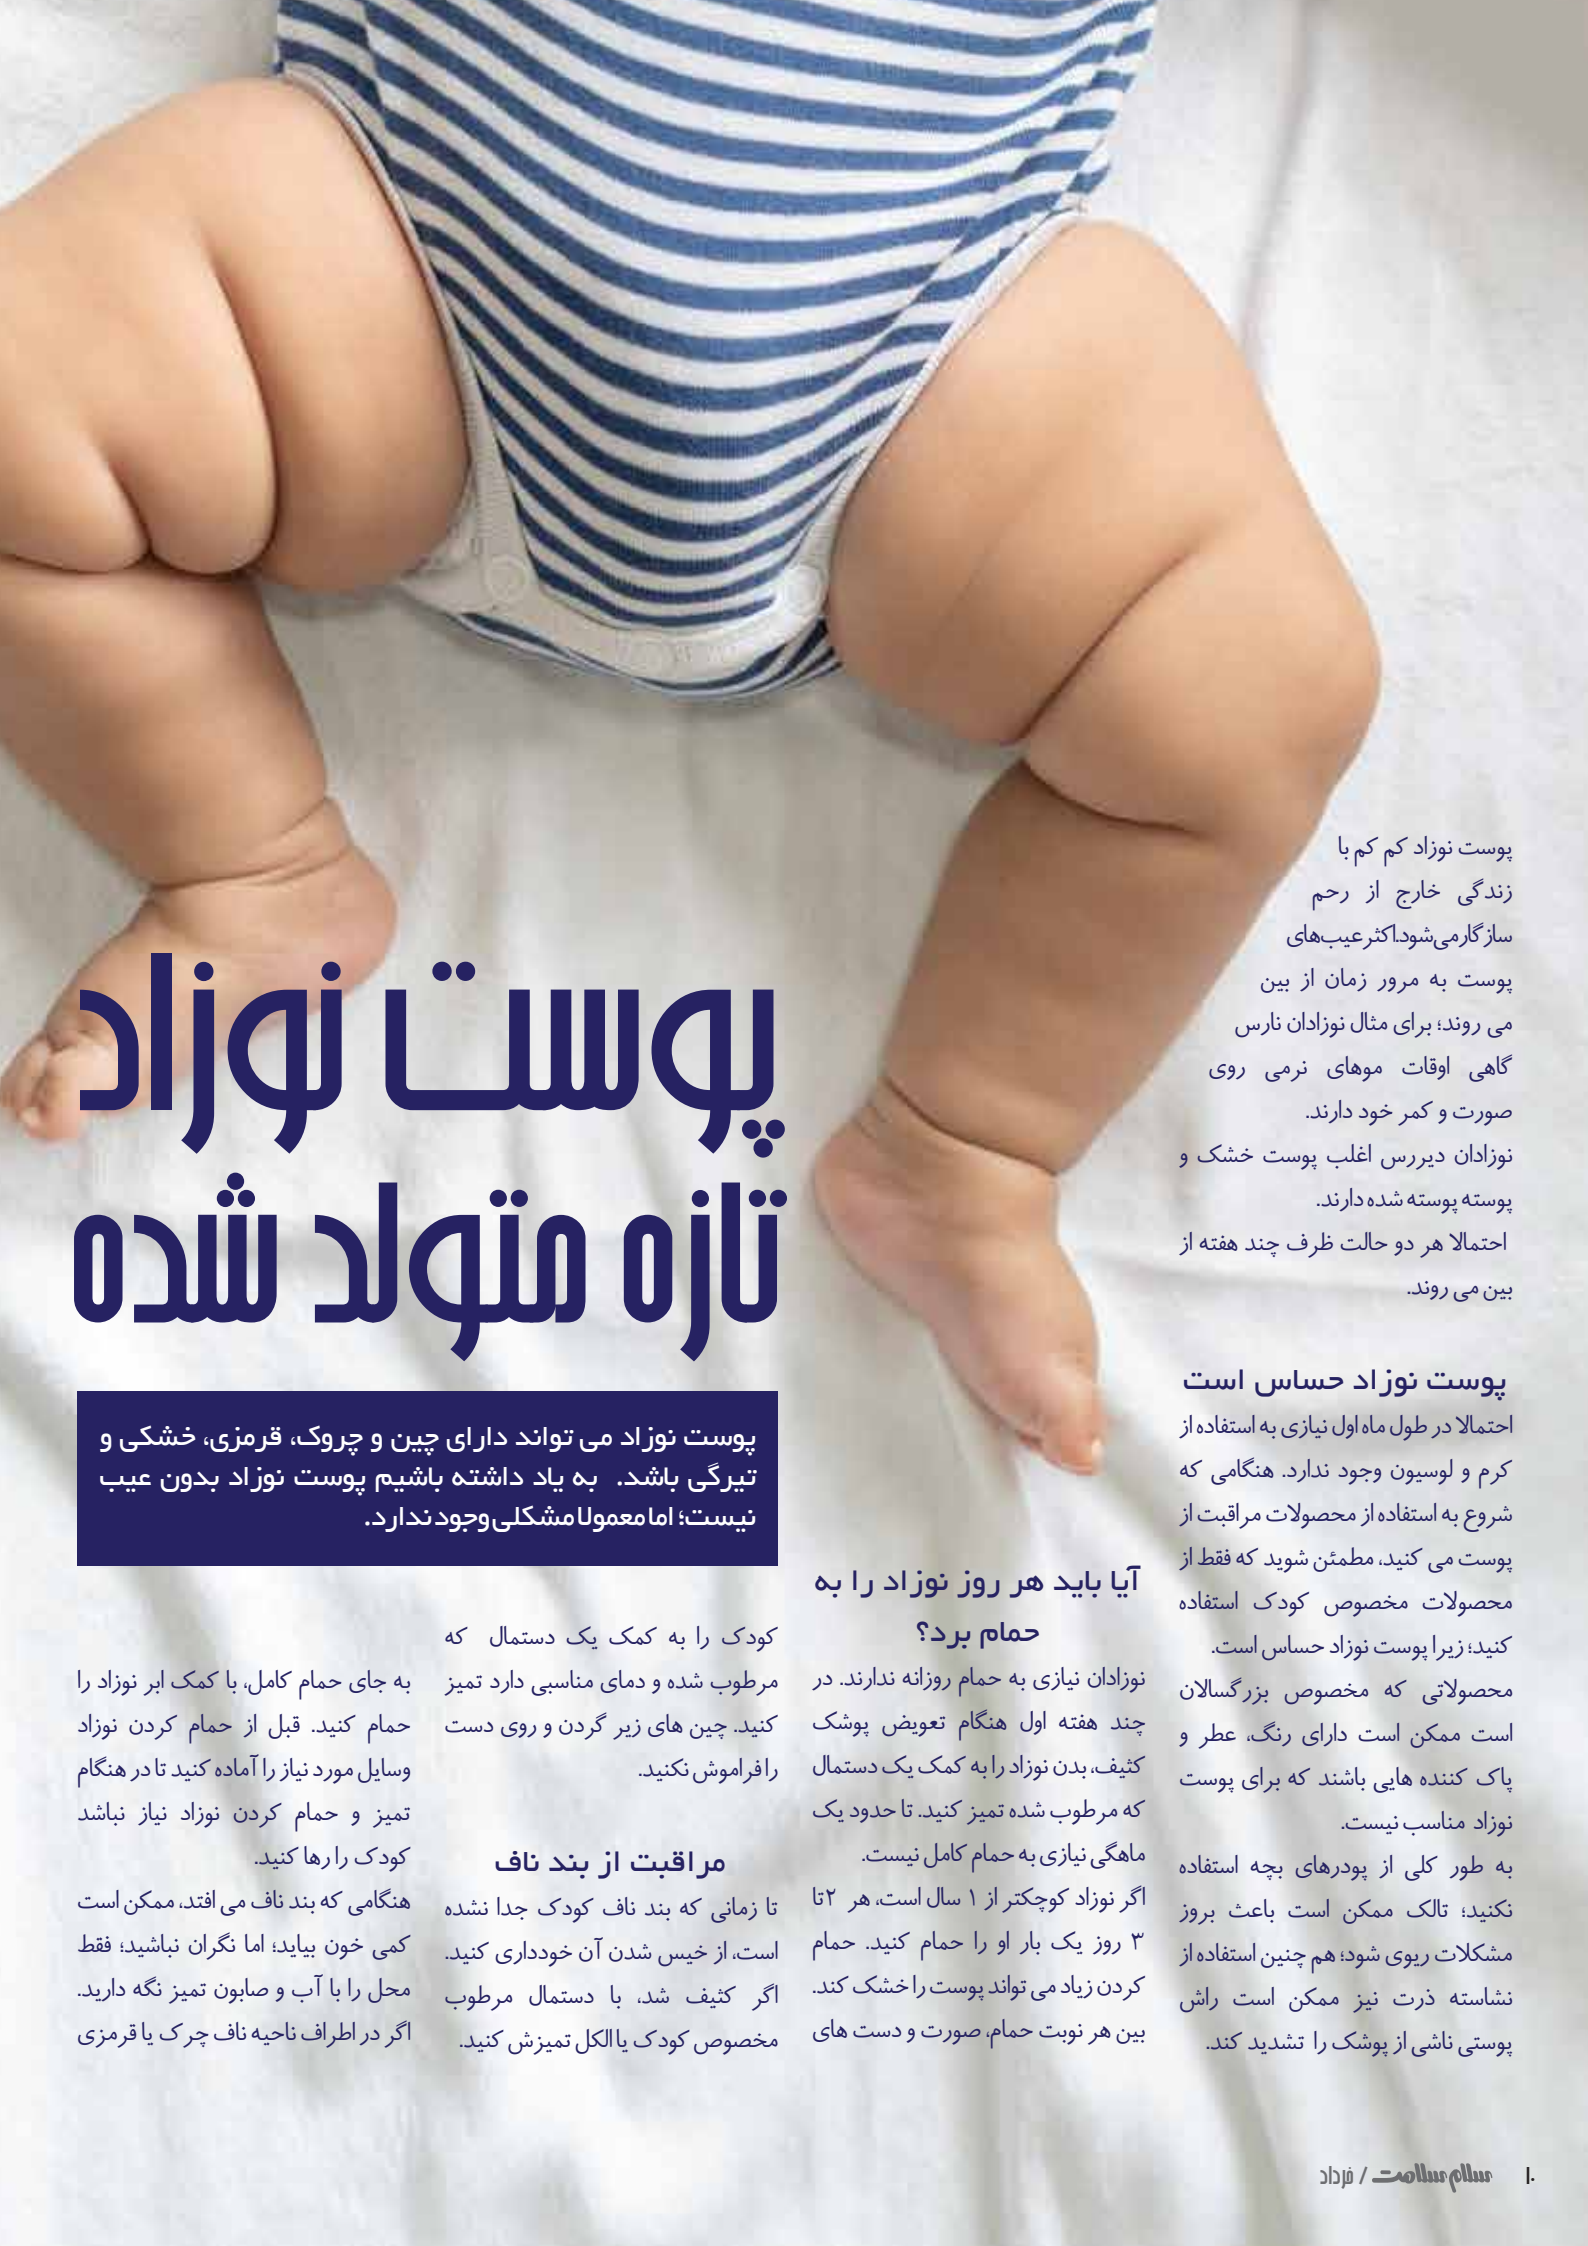 پوست نوزاد
تازه متولد شده
پوست نوزاد می تواند دارای چین و چروک، قرمزی، خشکی و
تیرگی باشد. به یاد داشته باشیم پوست نوزاد بدون عیب
نیست؛ اما معمولا مشکلی وجود ندارد.
پوست نوزاد کم کم با
زندگی خارج از رحم
سازگار می‌شود.اکثر عیب‌های
پوست به مرور زمان از بین
می روند؛ برای مثال نوزادان نارس
گاهی اوقات موهای نرمی روی
صورت و کمر خود دارند.
نوزادان دیررس اغلب پوست خشک و
پوسته پوسته شده دارند.
احتمالا هر دو حالت ظرف چند هفته از
بین می روند.
پوست نوزاد حساس است
احتمالا در طول ماه اول نیازی به استفاده از
کرم و لوسیون وجود ندارد. هنگامی که
شروع به استفاده از محصولات مراقبت از
پوست می کنید، مطمئن شوید که فقط از
محصولات مخصوص کودک استفاده
کنید؛ زیرا پوست نوزاد حساس است.
محصولاتی که مخصوص بزرگسالان
است ممکن است دارای رنگ، عطر و
پاک کننده هایی باشند که برای پوست
نوزاد مناسب نیست.
به طور کلی از پودرهای بچه استفاده
نکنید؛ تالک ممکن است باعث بروز
مشکلات ریوی شود؛ هم چنین استفاده از
نشاسته ذرت نیز ممکن است راش
پوستی ناشی از پوشک را تشدید کند.
آیا باید هر روز نوزاد را به
حمام برد؟
نوزادان نیازی به حمام روزانه ندارند. در
چند هفته اول هنگام تعویض پوشک
کثیف، بدن نوزاد را به کمک یک دستمال
که مرطوب شده تمیز کنید. تا حدود یک
ماهگی نیازی به حمام کامل نیست.
اگر نوزاد کوچکتر از ۱ سال است، هر ۲تا
۳ روز یک بار او را حمام کنید. حمام
کردن زیاد می تواند پوست را خشک کند.
بین هر نوبت حمام، صورت و دست های
کودک را به کمک یک دستمال که
مرطوب شده و دمای مناسبی دارد تمیز
کنید. چین های زیر گردن و روی دست
را فراموش نکنید.
مراقبت از بند ناف
تا زمانی که بند ناف کودک جدا نشده
است، از خیس شدن آن خودداری کنید.
اگر کثیف شد، با دستمال مرطوب
مخصوص کودک یا الکل تمیزش کنید.
به جای حمام کامل، با کمک ابر نوزاد را
حمام کنید. قبل از حمام کردن نوزاد
وسایل مورد نیاز را آماده کنید تا در هنگام
تمیز و حمام کردن نوزاد نیاز نباشد
کودک را رها کنید.
هنگامی که بند ناف می افتد، ممکن است
کمی خون بیاید؛ اما نگران نباشید؛ فقط
محل را با آب و صابون تمیز نگه دارید.
اگر در اطراف ناحیه ناف چرک یا قرمزی
۱۰ سلام سلامت / فرداد